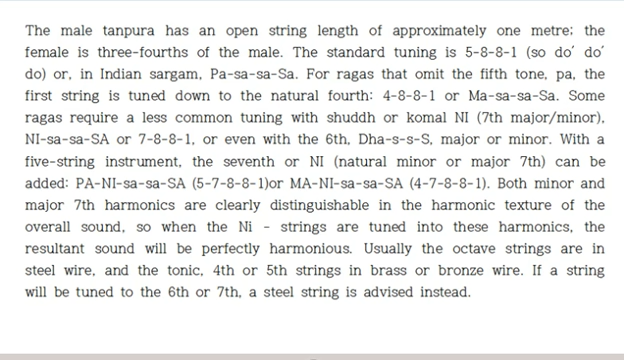 The male tanpura has an open string length of approximately one metre; the
female is three-fourths of the male. The standard tuning is 5-8-8-1 (so do′ do′
do) or, in Indian sargam, Pa-sa-sa-Sa. For ragas that omit the fifth tone, pa, the
first string is tuned down to the natural fourth: 4-8-8-1 or Ma-sa-sa-Sa. Some
ragas require a less common tuning with shuddh or komal NI (7th major/minor),
NI-sa-sa-SA or 7-8-8-1, or even with the 6th, Dha-s-s-S, major or minor. With a
five-string instrument, the seventh or NI (natural minor or major 7th) can be
added: PA-NI-sa-sa-SA (5-7-8-8-1)or MA-NI-sa-sa-SA (4-7-8-8-1). Both minor and
major 7th harmonics are clearly distinguishable in the harmonic texture of the
overall sound, so when the Ni - strings are tuned into these harmonics, the
resultant sound will be perfectly harmonious. Usually the octave strings are in
steel wire, and the tonic, 4th or 5th strings in brass or bronze wire. If a string
will be tuned to the 6th or 7th, a steel string is advised instead.